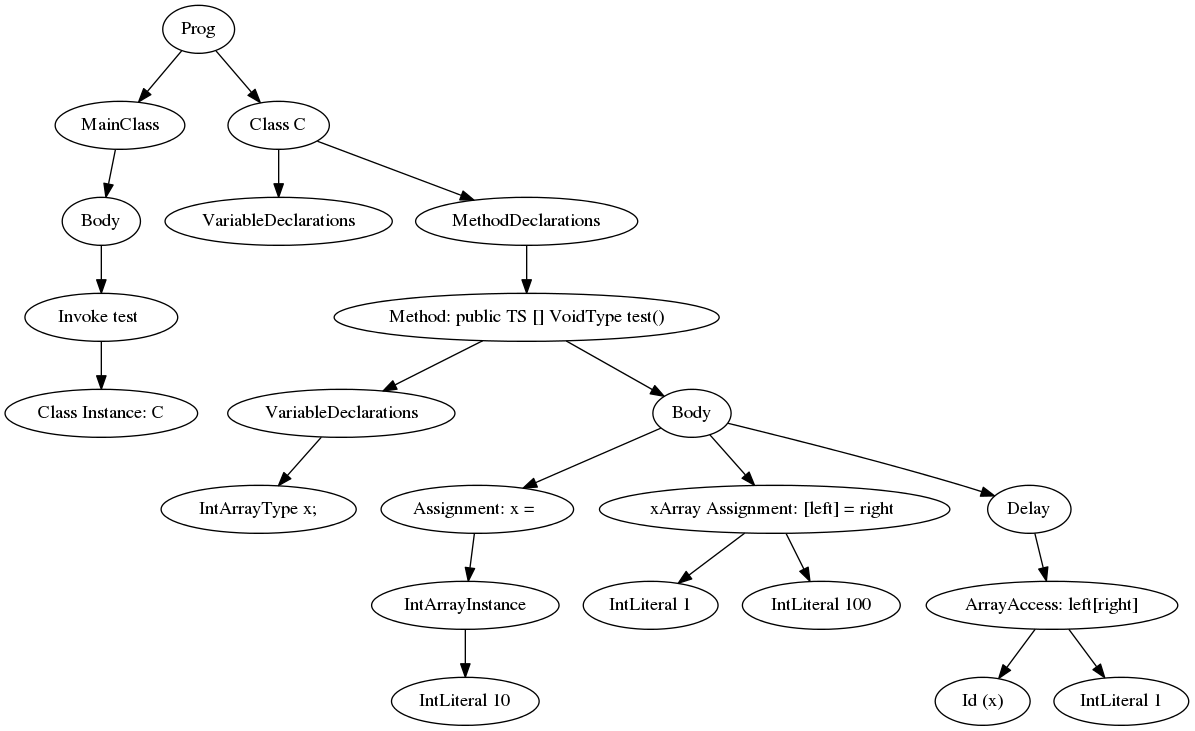 Prog
MainClass
Class C
Body
VariableDeclarations
MethodDeclarations
Invoke test
Method: public TS [] VoidType test()
Class Instance: C
VariableDeclarations
Body
IntArrayType x;
Assignment: x =
xArray Assignment: [left] = right
Delay
IntArrayInstance
IntLiteral 1
IntLiteral 100
ArrayAccess: left[right]
IntLiteral 10
Id (x)
IntLiteral 1